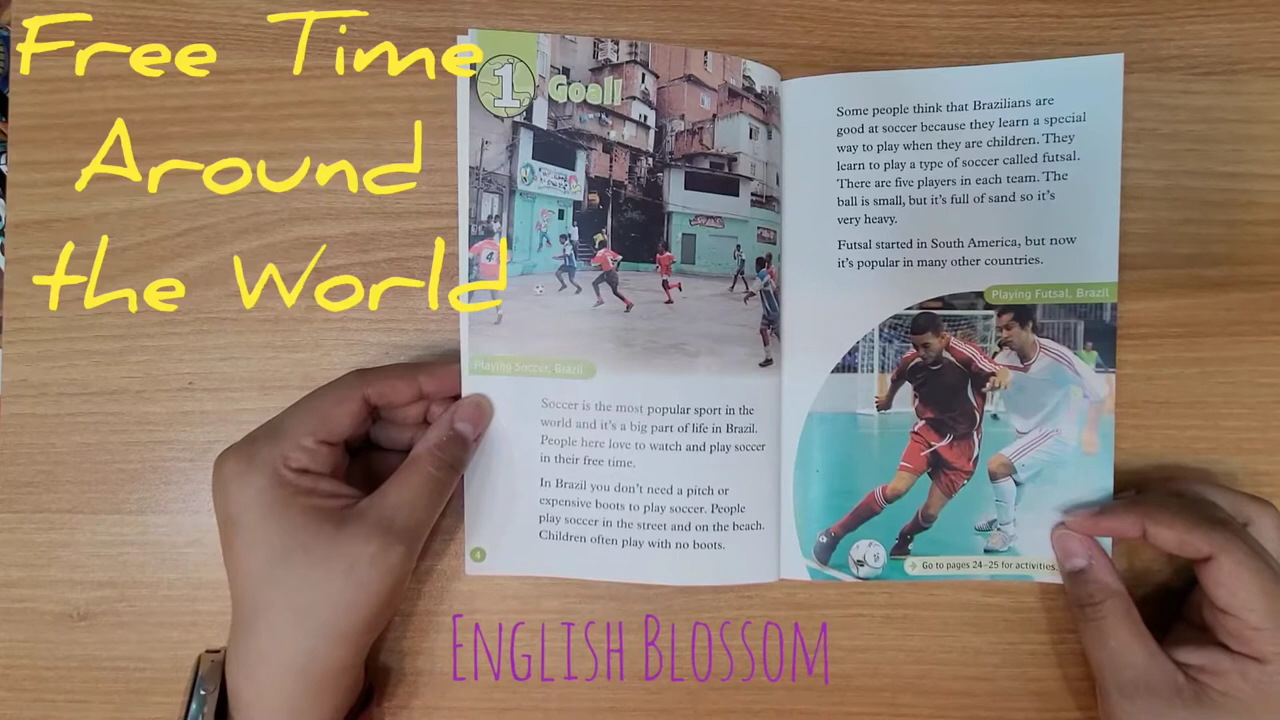 Free Time
Around
the World
1
Goal!
Playing Soccer, Brazil
Soccer is the most popular sport in the
world and it's a big part of life in Brazil.
People here love to watch and play soccer
in their free time.
In Brazil you don't need a pitch or
expensive boots to play soccer. People
play soccer in the street and on the beach.
Children often play with no boots.
4
Some people think that Brazilians are
good at soccer because they learn a special
way to play when they are children. They
learn to play a type of soccer called futsal.
There are five players in each team. The
ball is small, but it's full of sand so it's
very heavy.
Futsal started in South America, but now
it's popular in many other countries.
Playing Futsal, Brazil
Go to pages 24–25 for activities.
English Blossom